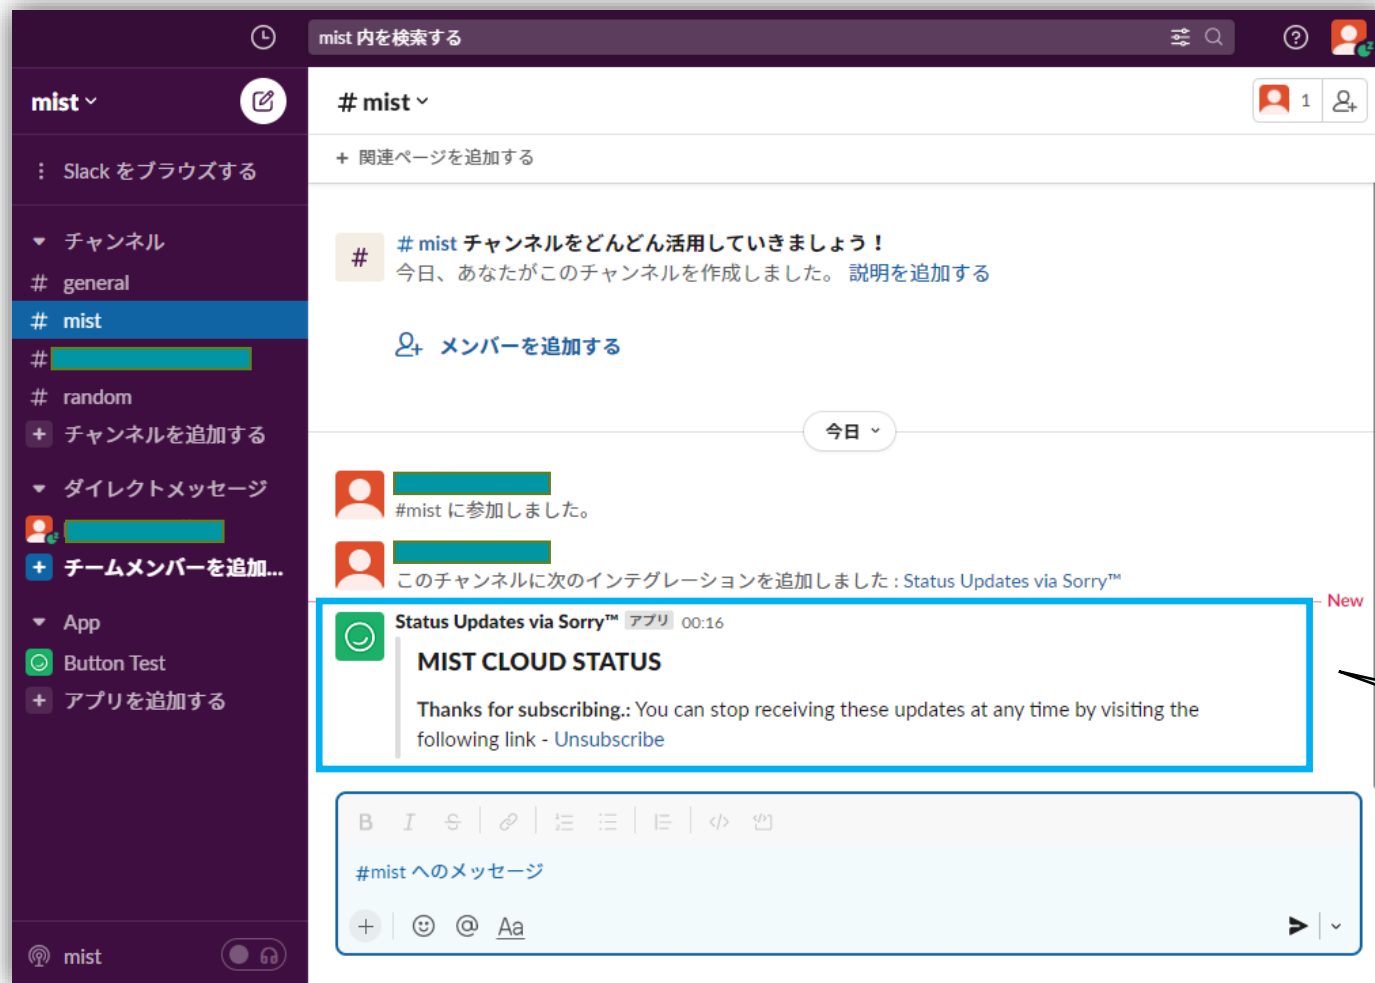 mist 内を検索する
mist
# mist
1
+ 関連ページを追加する
Slack をブラウズする
チャンネル
# general
# mist
#
# random
+ チャンネルを追加する
ダイレクトメッセージ
+ チームメンバーを追加...
App
Button Test
+ アプリを追加する
mist
#
# mist チャンネルをどんどん活用していきましょう！
今日、あなたがこのチャンネルを作成しました。 説明を追加する
メンバーを追加する
今日
#mist に参加しました。
このチャンネルに次のインテグレーションを追加しました : Status Updates via Sorry™
New
Status Updates via Sorry™ アプリ 00:16
MIST CLOUD STATUS
Thanks for subscribing.: You can stop receiving these updates at any time by visiting the
following link - Unsubscribe
B I S
#mist へのメッセージ
+ @ Aa